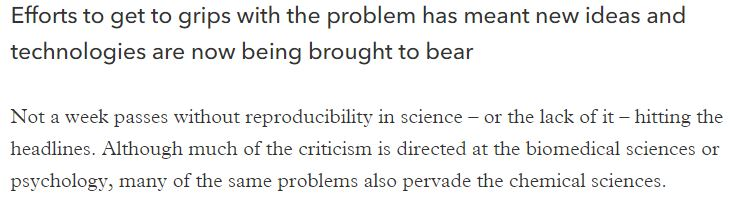 Efforts to get to grips with the problem has meant new ideas and
technologies are now being brought to bear
Not a week passes without reproducibility in science – or the lack of it – hitting the
headlines. Although much of the criticism is directed at the biomedical sciences or
psychology, many of the same problems also pervade the chemical sciences.